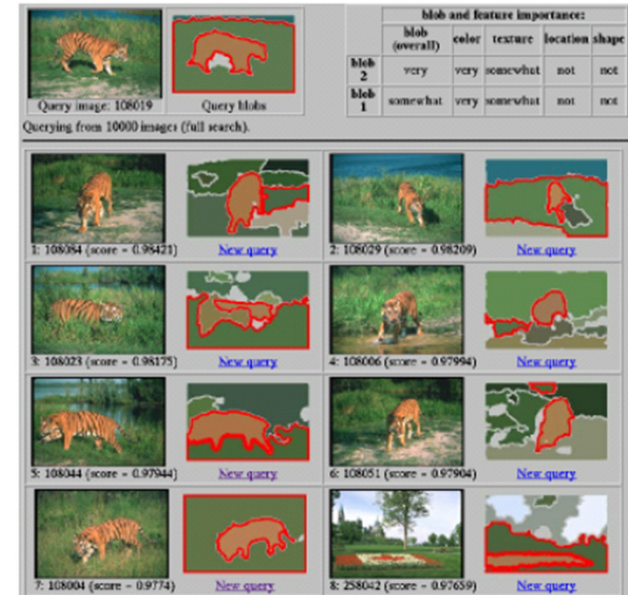 blob and feature importance:
blob (overall) color texture location shape
blob 2 very very somewhat not not
blob 1 somewhat very somewhat not not
Query image: 108019 Query blobs
Querying from 10000 images (full search).
1: 108084 (score = 0.98421) New query 2: 108029 (score = 0.98209) New query
3: 108023 (score = 0.98175) New query 4: 108006 (score = 0.97994) New query
5: 108044 (score = 0.97944) New query 6: 108051 (score = 0.97904) New query
7: 108004 (score = 0.9774) New query 8: 258042 (score = 0.97659) New query